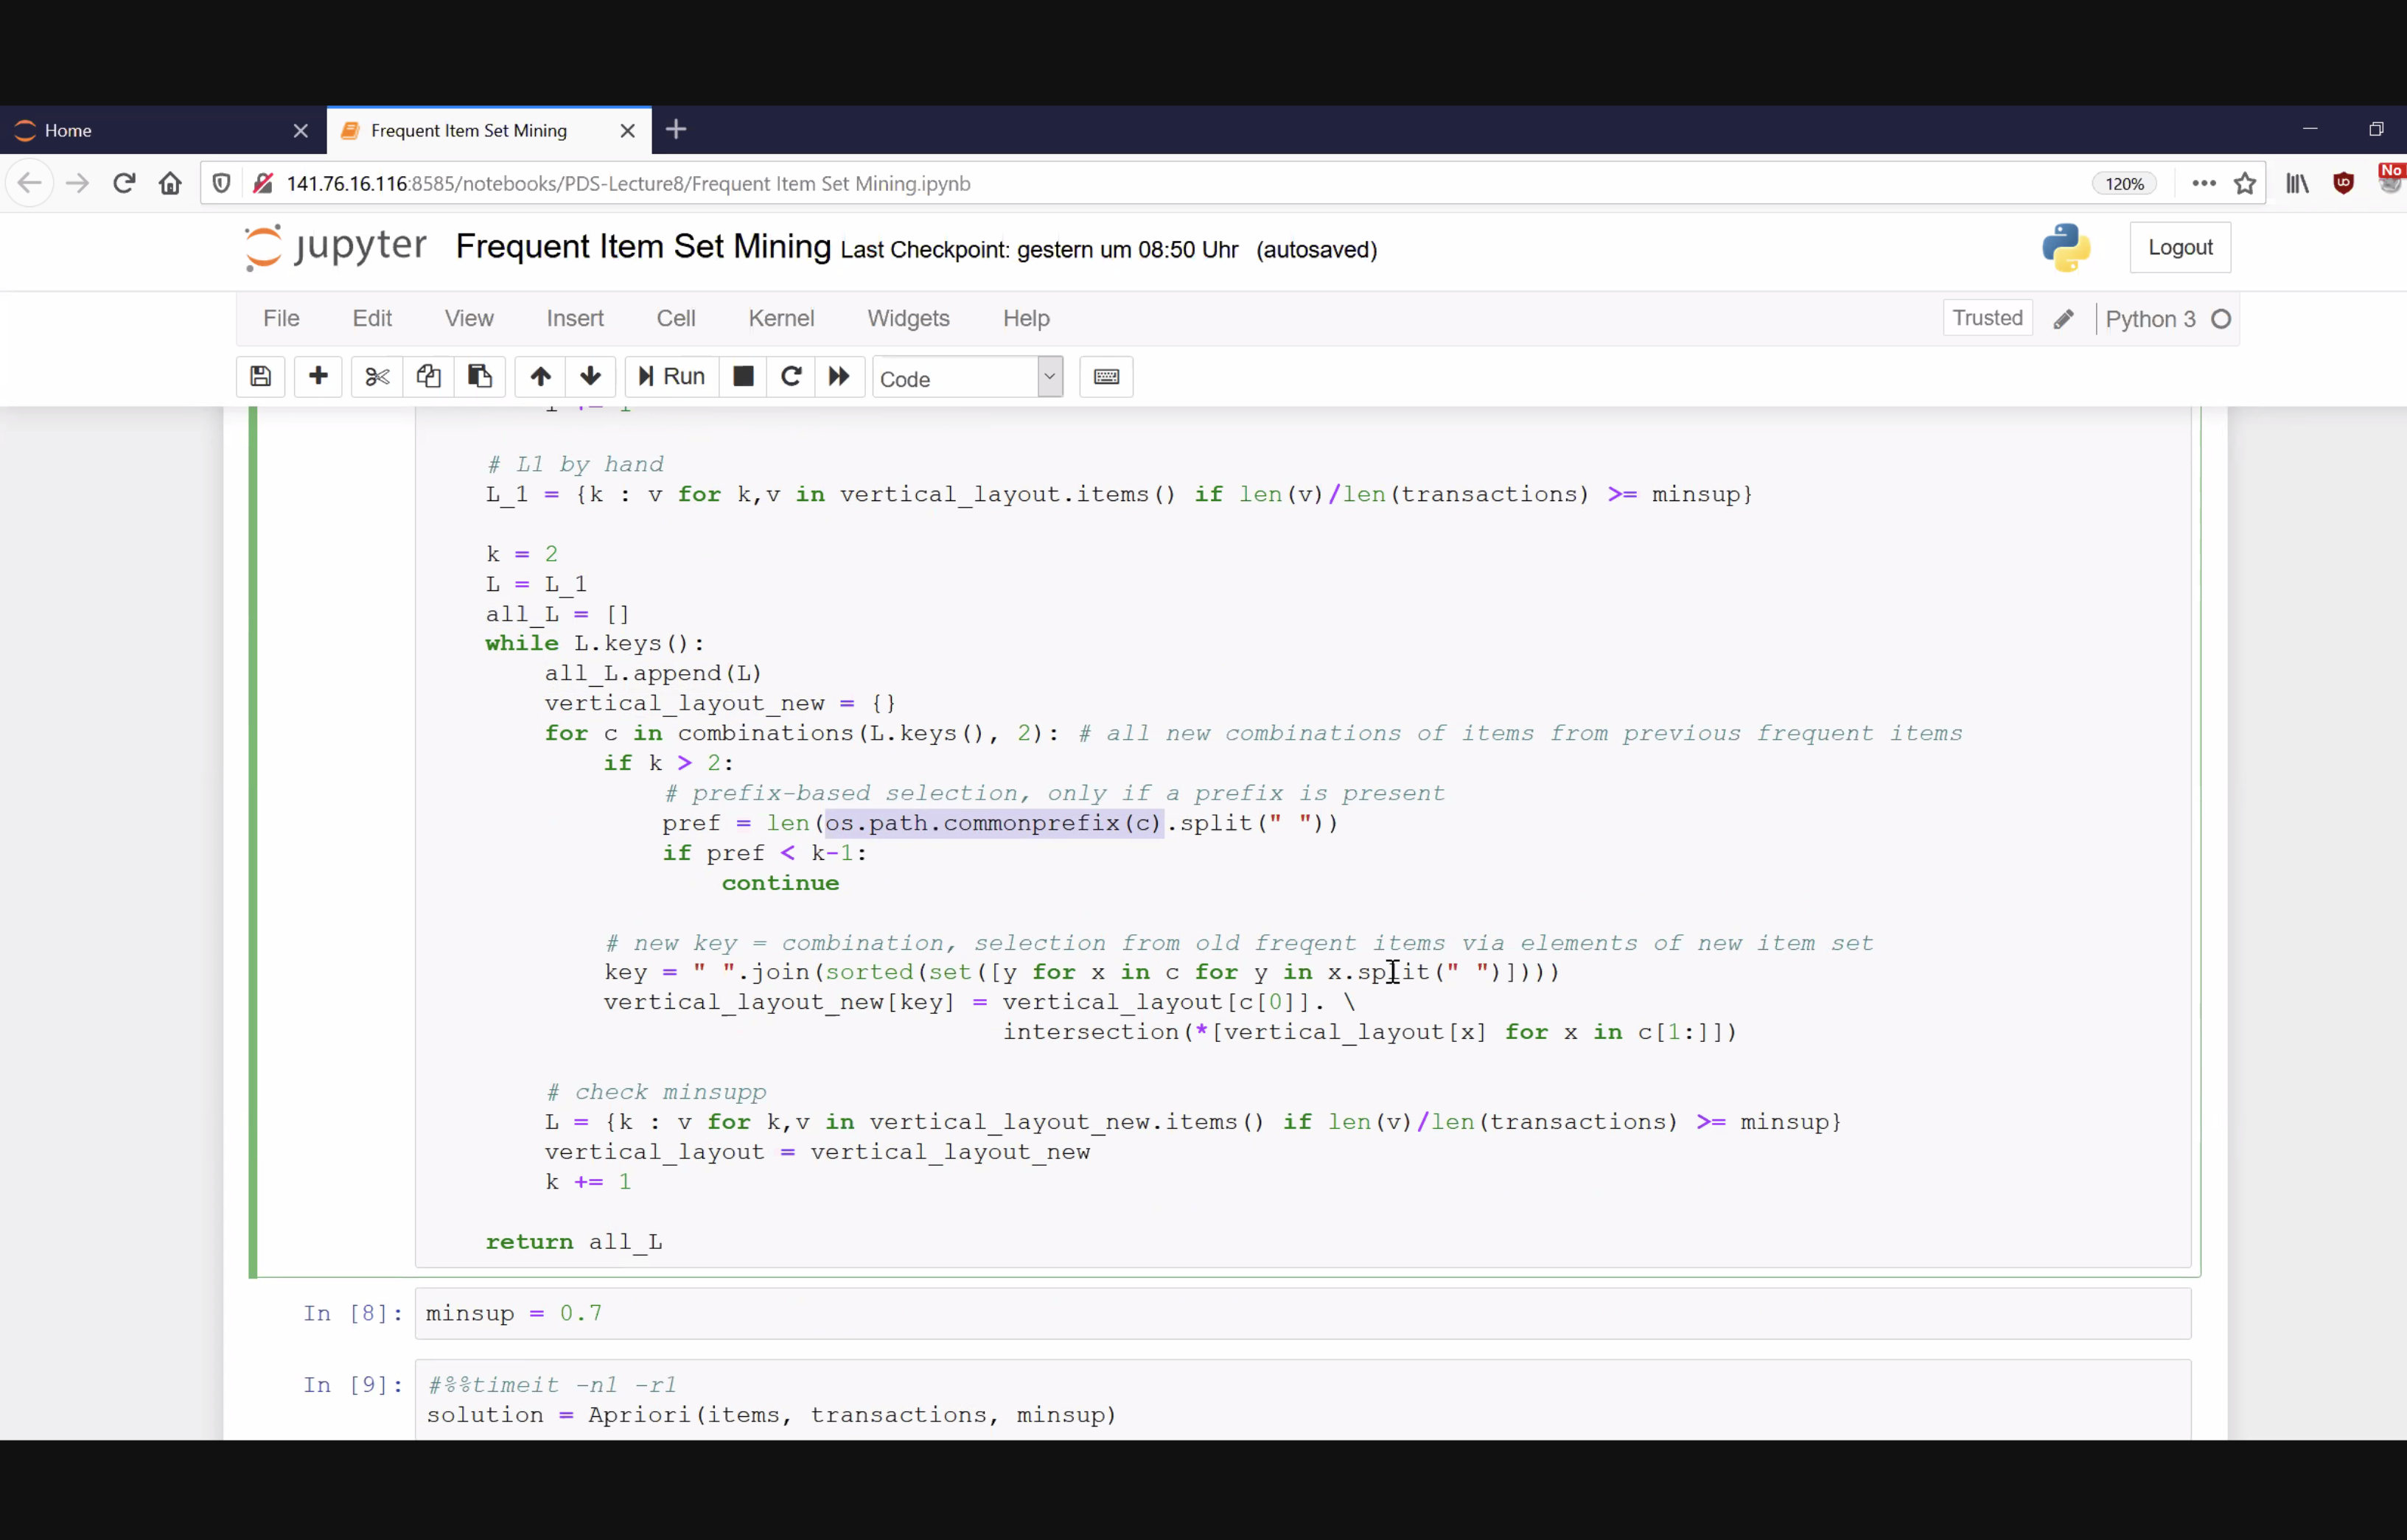 Home
Frequent Item Set Mining
141.76.16.116:8585/notebooks/PDS-Lecture8/Frequent Item Set Mining.ipynb
120%
No
jupyter Frequent Item Set Mining Last Checkpoint: gestern um 08:50 Uhr (autosaved)
Logout
File Edit View Insert Cell Kernel Widgets Help
Trusted
Python 3
Run
Code
# L1 by hand
L_1 = {k : v for k,v in vertical_layout.items() if len(v)/len(transactions) >= minsup}
k = 2
L = L_1
all_L = []
while L.keys():
all_L.append(L)
vertical_layout_new = {}
for c in combinations(L.keys(), 2): # all new combinations of items from previous frequent items
if k > 2:
# prefix-based selection, only if a prefix is present
pref = len(os.path.commonprefix(c).split(" "))
if pref < k-1:
continue
# new key = combination, selection from old freqent items via elements of new item set
key = " ".join(sorted(set([y for x in c for y in x.split(" ")])))
vertical_layout_new[key] = vertical_layout[c[0]]. \
intersection(*[vertical_layout[x] for x in c[1:]])
# check minsupp
L = {k : v for k,v in vertical_layout_new.items() if len(v)/len(transactions) >= minsup}
vertical_layout = vertical_layout_new
k += 1
return all_L
In [8]: minsup = 0.7
In [9]: #%%timeit -n1 -r1
solution = Apriori(items, transactions, minsup)